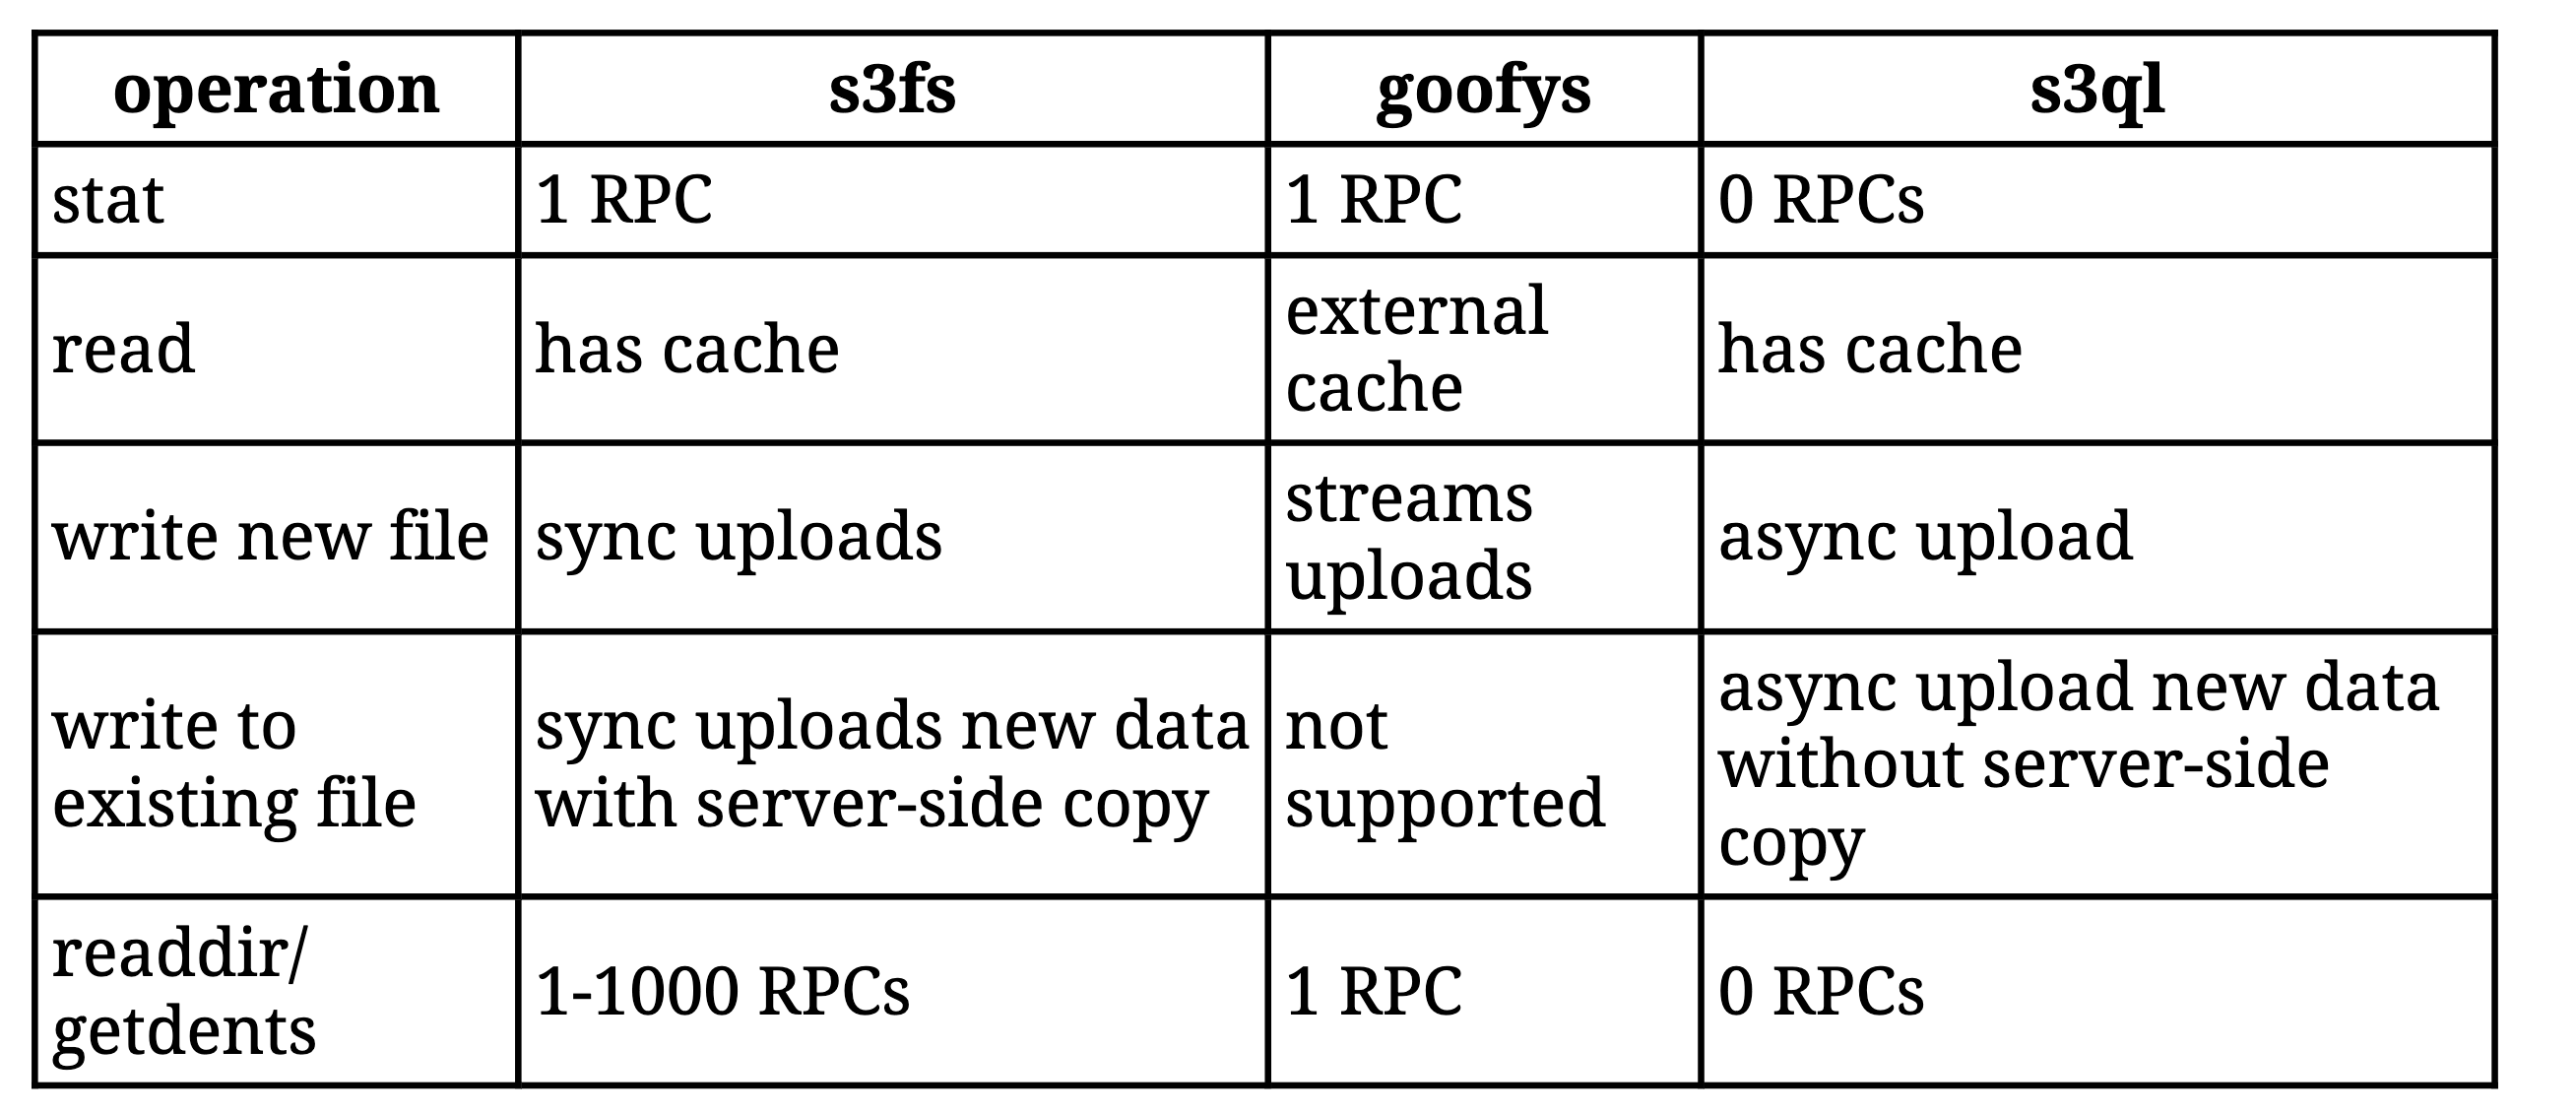 operation s3fs goofys s3ql
stat 1 RPC 1 RPC 0 RPCs
read has cache external
cache has cache
write new file sync uploads streams
uploads async upload
write to
existing file sync uploads new data
with server-side copy not
supported async upload new data
without server-side
copy
readdir/
getdents 1-1000 RPCs 1 RPC 0 RPCs